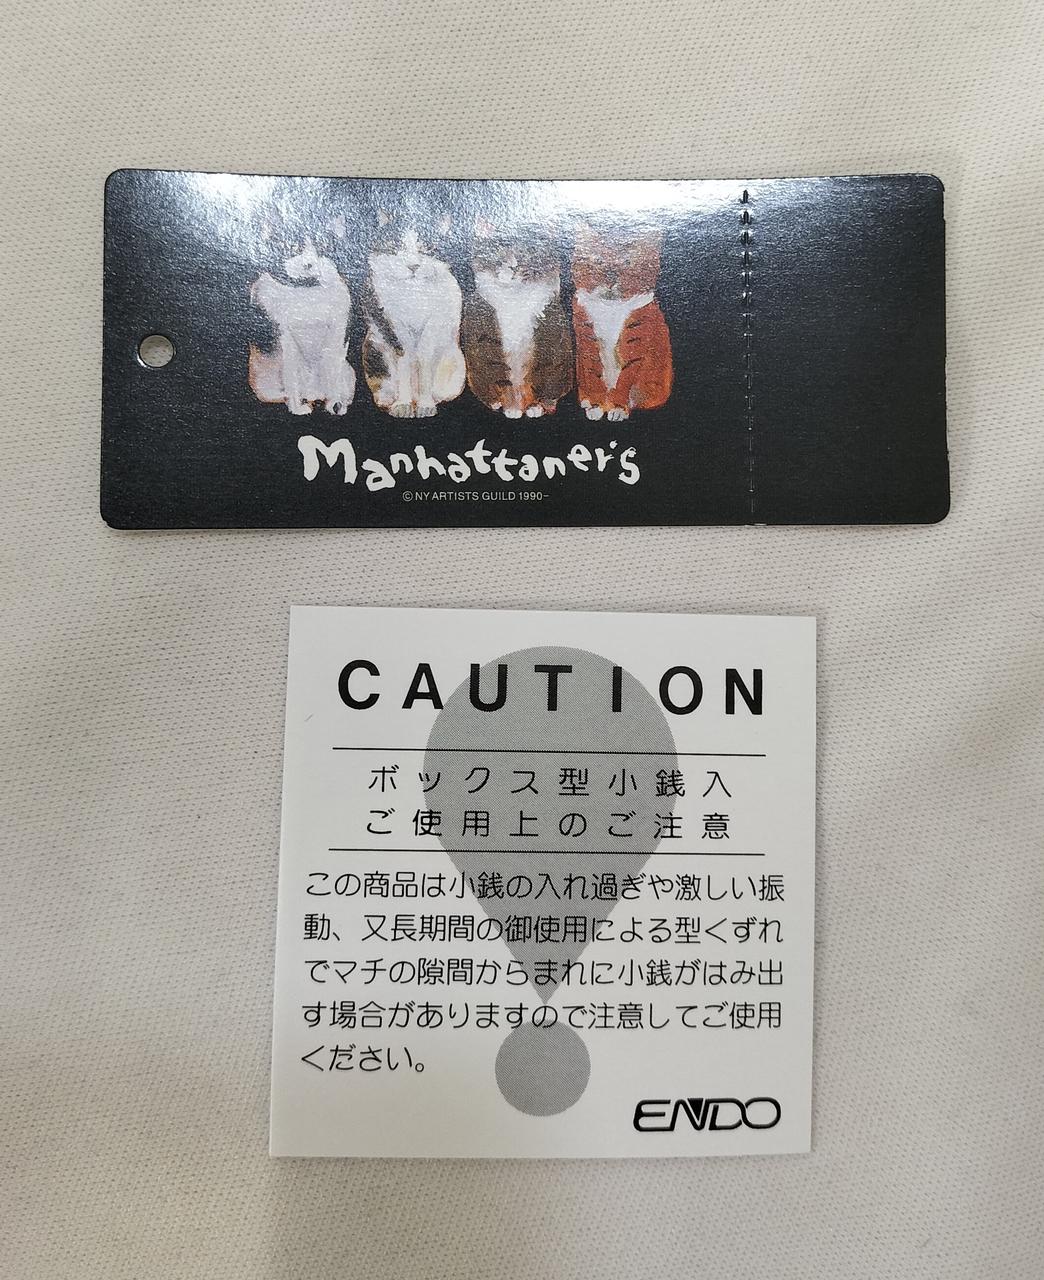 Manhattaner's
© NY ARTISTS GUILD 1990-
CAUTION
ボックス型小銭入
ご使用上のご注意
この商品は小銭の入れ過ぎや激しい振
動、又長期間の御使用による型くずれ
でマチの隙間からまれに小銭がはみ出
す場合がありますので注意してご使用
ください。
ENDO